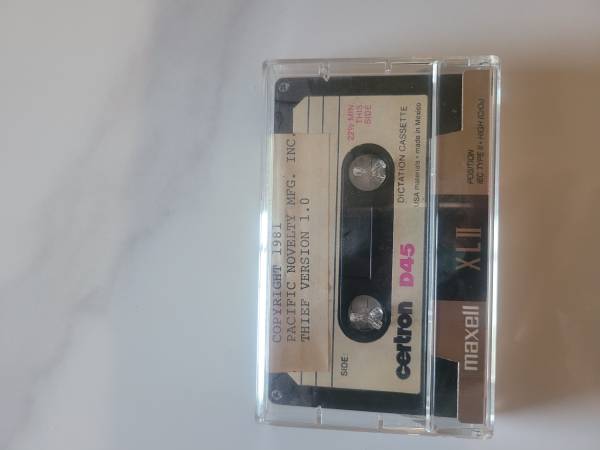 COPYRIGHT 1981
PACIFIC NOVELTY MFG. INC.
THIEF VERSION 1.0
SIDE:
22½ MIN
THIS
SIDE
certron D45
DICTATION CASSETTE
USA materials • made in Mexico
maxell XLII
POSITION
IEC TYPE II • HIGH (CrO₂)